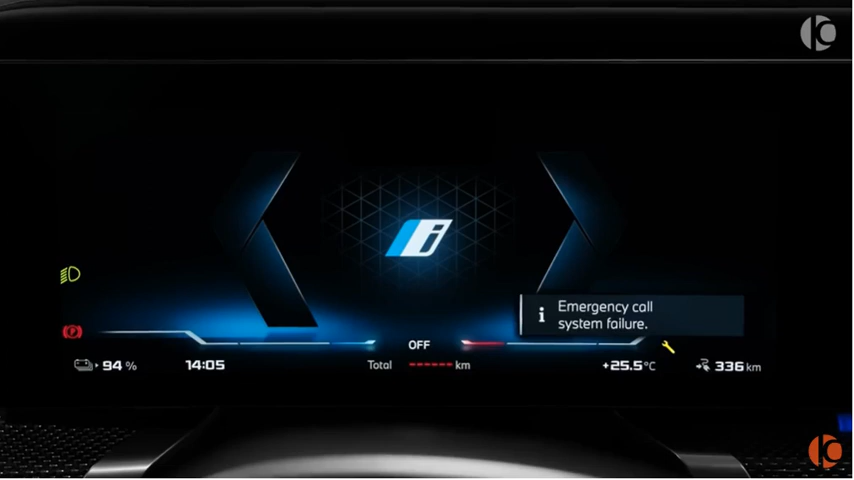 i
i Emergency call
system failure.
OFF
94 %
14:05
Total ------ km
+25.5°C
336 km